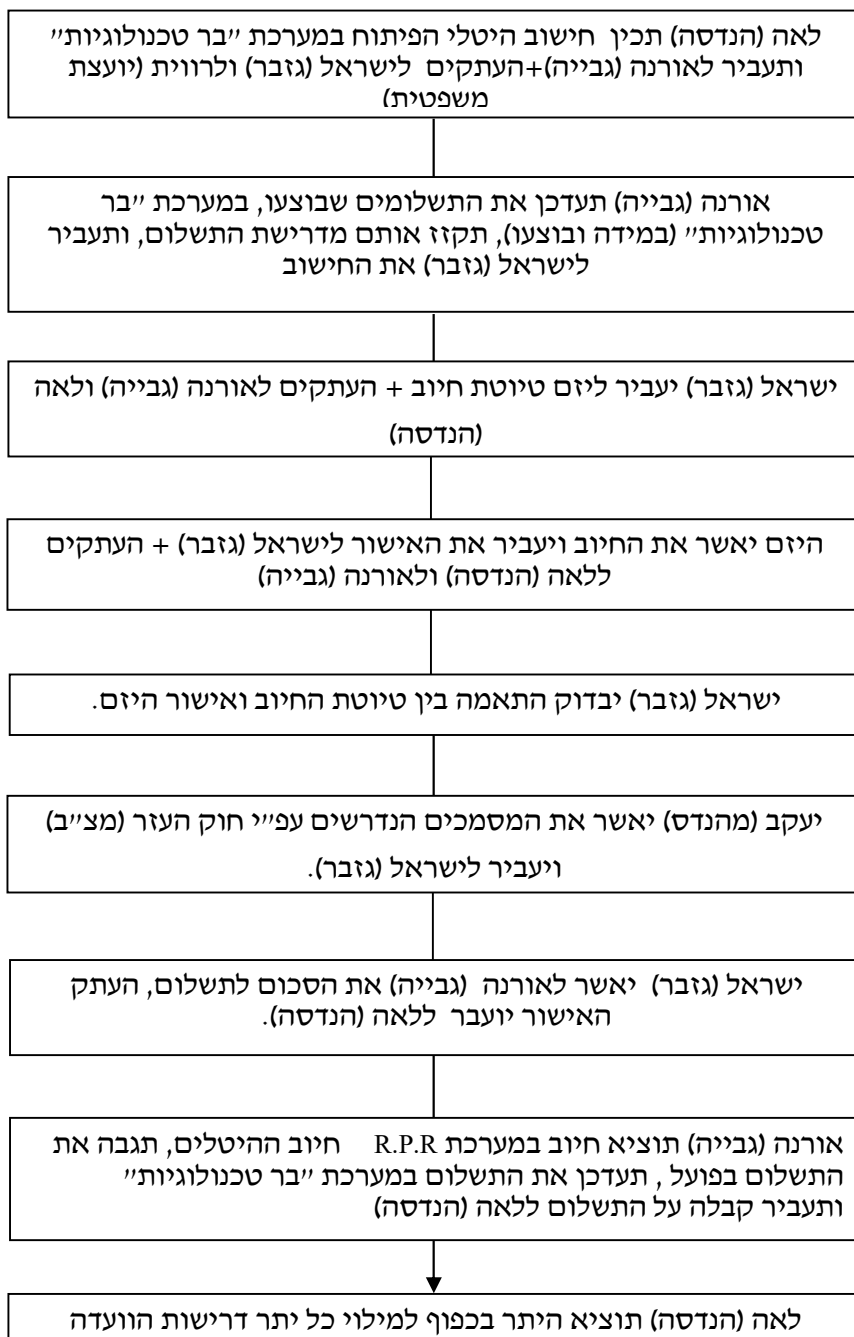 לאה (הנדסה) תכין חישוב היטלי הפיתוח במערכת "בר טכנולוגיות"
ותעביר לאורנה (גבייה)+העתקים לישראל (גזבר) ולרווית (יועצת
משפטית)
אורנה (גבייה) תעדכן את התשלומים שבוצעו, במערכת "בר
טכנולוגיות" (במידה ובוצעו), תקזז אותם מדרישת התשלום, ותעביר
לישראל (גזבר) את החישוב
ישראל (גזבר) יעביר ליזם טיוטת חיוב + העתקים לאורנה (גבייה) ולאה
(הנדסה)
היזם יאשר את החיוב ויעביר את האישור לישראל (גזבר) + העתקים
ללאה (הנדסה) ולאורנה (גבייה)
ישראל (גזבר) יבדוק התאמה בין טיוטת החיוב ואישור היזם.
יעקב (מהנדס) יאשר את המסמכים הנדרשים עפ"י חוק העזר (מצ"ב)
ויעביר לישראל (גזבר).
ישראל (גזבר) יאשר לאורנה (גבייה) את הסכום לתשלום, העתק
האישור יועבר ללאה (הנדסה).
אורנה (גבייה) תוציא חיוב במערכת R.P.R חיוב ההיטלים, תגבה את
התשלום בפועל , תעדכן את התשלום במערכת "בר טכנולוגיות"
ותעביר קבלה על התשלום ללאה (הנדסה)
לאה (הנדסה) תוציא היתר בכפוף למילוי כל יתר דרישות הוועדה